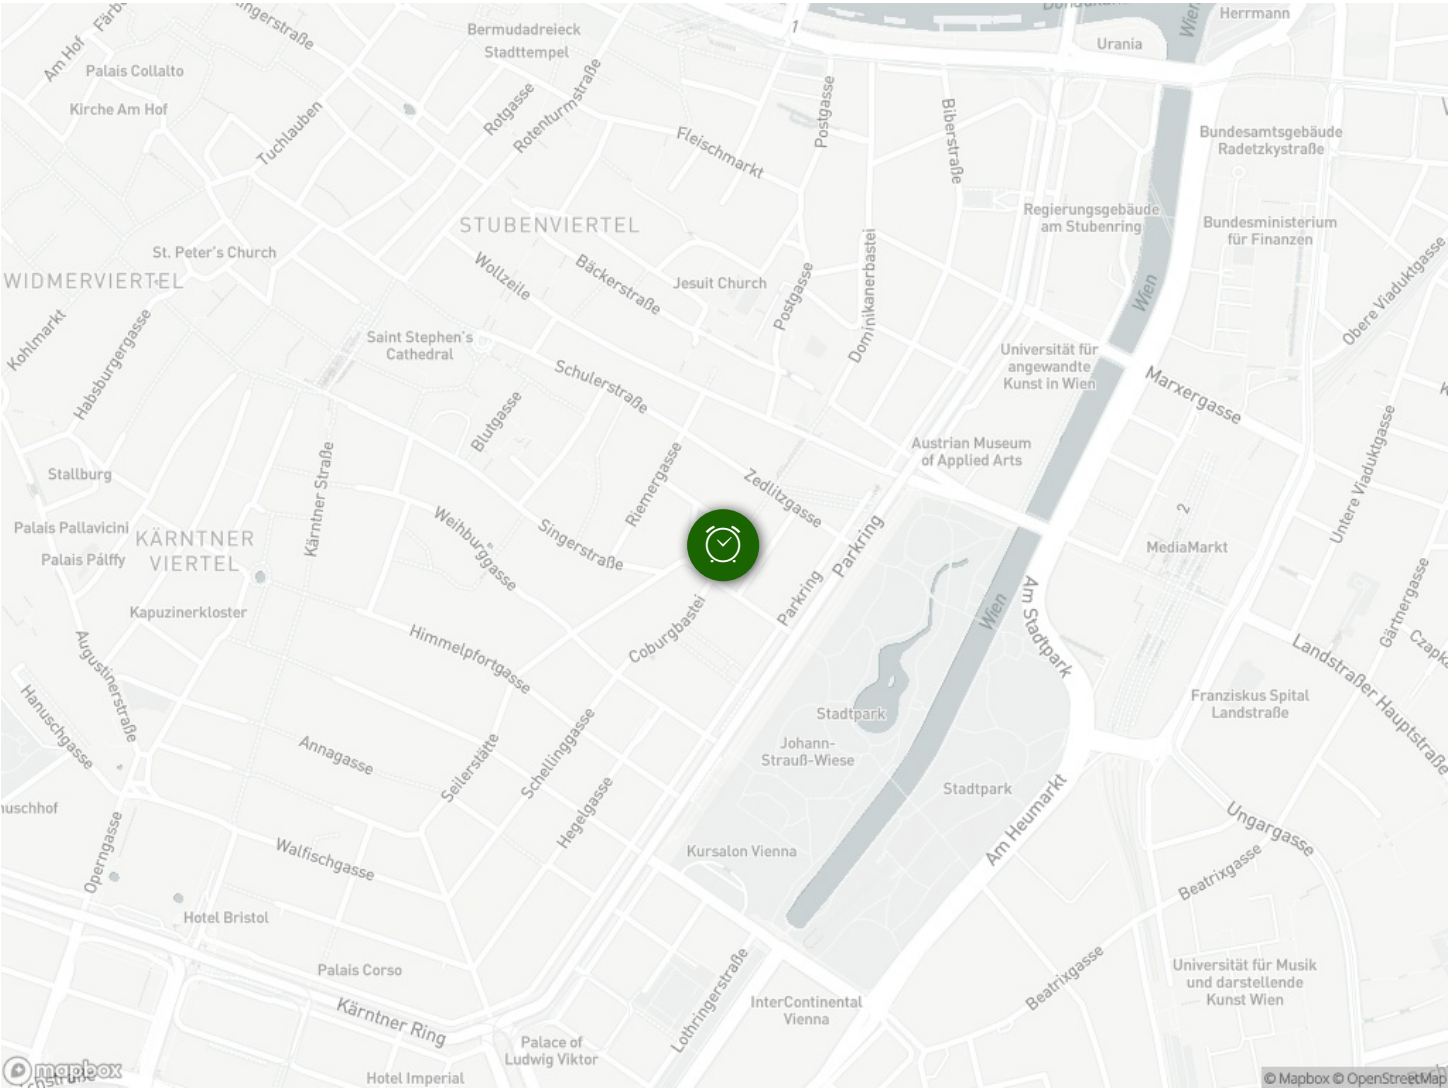 Donaukanal
Herrmann
Wien
Urania
1
Bermudadreieck
Stadttempel
Am Hof
Palais Collalto
Kirche Am Hof
Tuchlauben
Rotgasse
Rotenturmstraße
Fleischmarkt
Postgasse
Biberstraße
Bundesamtsgebäude
Radetzkystraße
STUBENVIERTEL
Regierungsgebäude
am Stubenring
Bundesministerium
für Finanzen
St. Peter's Church
WIDMERVIERTEL
Wollzeile
Bäckerstraße
Jesuit Church
Postgasse
Dominikanerbastei
Wien
Obere Viaduktgasse
Kohlmarkt
Habsburgergasse
Saint Stephen's
Cathedral
Schulerstraße
Universität für
angewandte
Kunst in Wien
Marxergasse
Blutgasse
Austrian Museum
of Applied Arts
Untere Viaduktgasse
Stallburg
Kärntner Straße
Riemergasse
Zedlitzgasse
2
Palais Pallavicini
Palais Pálffy
KÄRNTNER
VIERTEL
Weihburggasse
Singerstraße
Parkring
MediaMarkt
Kapuzinerkloster
Coburgbastei
Parkring
Wien
Am Stadtpark
Gärtnergasse
Himmelpfortgasse
Augustinerstraße
Landstraßer Hauptstraße
Hanuschgasse
Franziskus Spital
Landstraße
Stadtpark
Johann-
Strauß-Wiese
Annagasse
Seilerstätte
Schellinggasse
Hegelgasse
Stadtpark
Am Heumarkt
Ungargasse
Operngasse
Walfischgasse
Kursalon Vienna
Beatrixgasse
Hotel Bristol
Palais Corso
Kärntner Ring
Lothringerstraße
InterContinental
Vienna
Beatrixgasse
Universität für Musik
und darstellende
Kunst Wien
Palace of
Ludwig Viktor
Hotel Imperial
mapbox
© Mapbox © OpenStreetMap